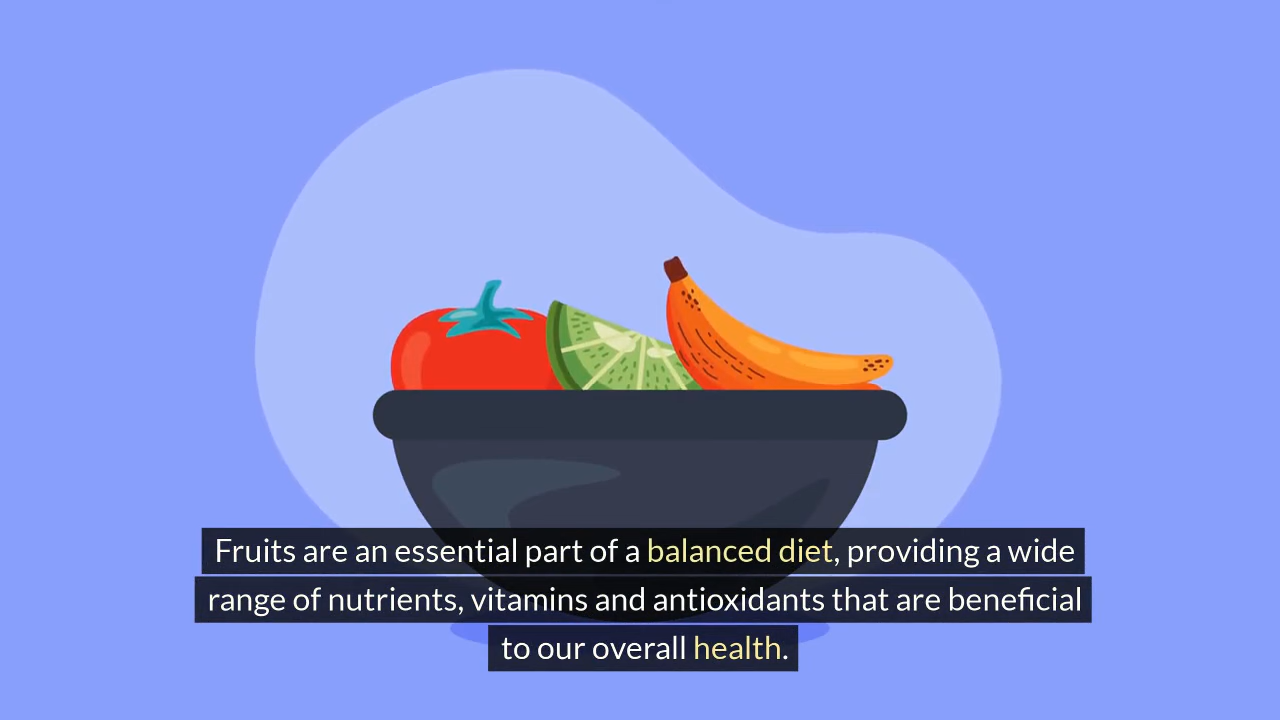 Fruits are an essential part of a balanced diet, providing a wide
range of nutrients, vitamins and antioxidants that are beneficial
to our overall health.